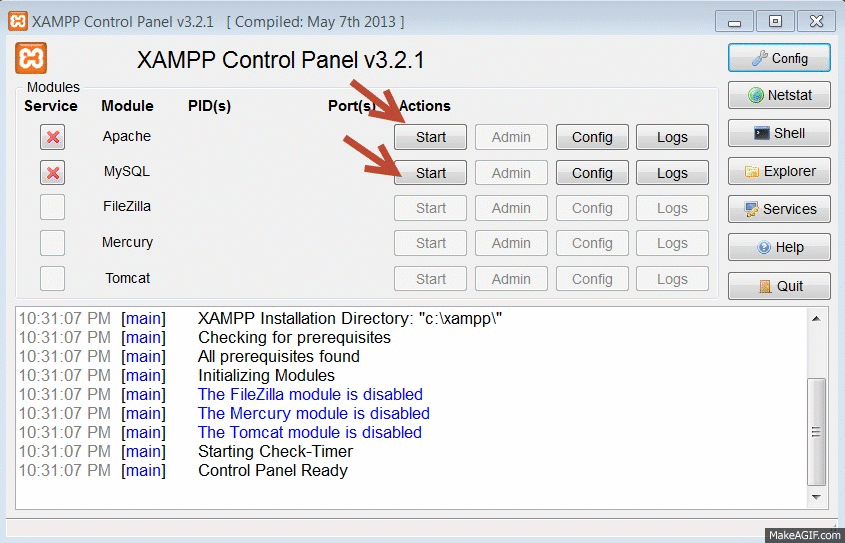 XAMPP Control Panel v3.2.1 [ Compiled: May 7th 2013 ]
XAMPP Control Panel v3.2.1
Config
Modules
Service Module PID(s) Port(s) Actions
Netstat
Apache Start Admin Config Logs
Shell
MySQL Start Admin Config Logs
Explorer
FileZilla Start Admin Config Logs
Services
Mercury Start Admin Config Logs
Help
Tomcat Start Admin Config Logs
Quit
10:31:07 PM [main] XAMPP Installation Directory: "c:\xampp\"
10:31:07 PM [main] Checking for prerequisites
10:31:07 PM [main] All prerequisites found
10:31:07 PM [main] Initializing Modules
10:31:07 PM [main] The FileZilla module is disabled
10:31:07 PM [main] The Mercury module is disabled
10:31:07 PM [main] The Tomcat module is disabled
10:31:07 PM [main] Starting Check-Timer
10:31:07 PM [main] Control Panel Ready
MakeAGIF.com